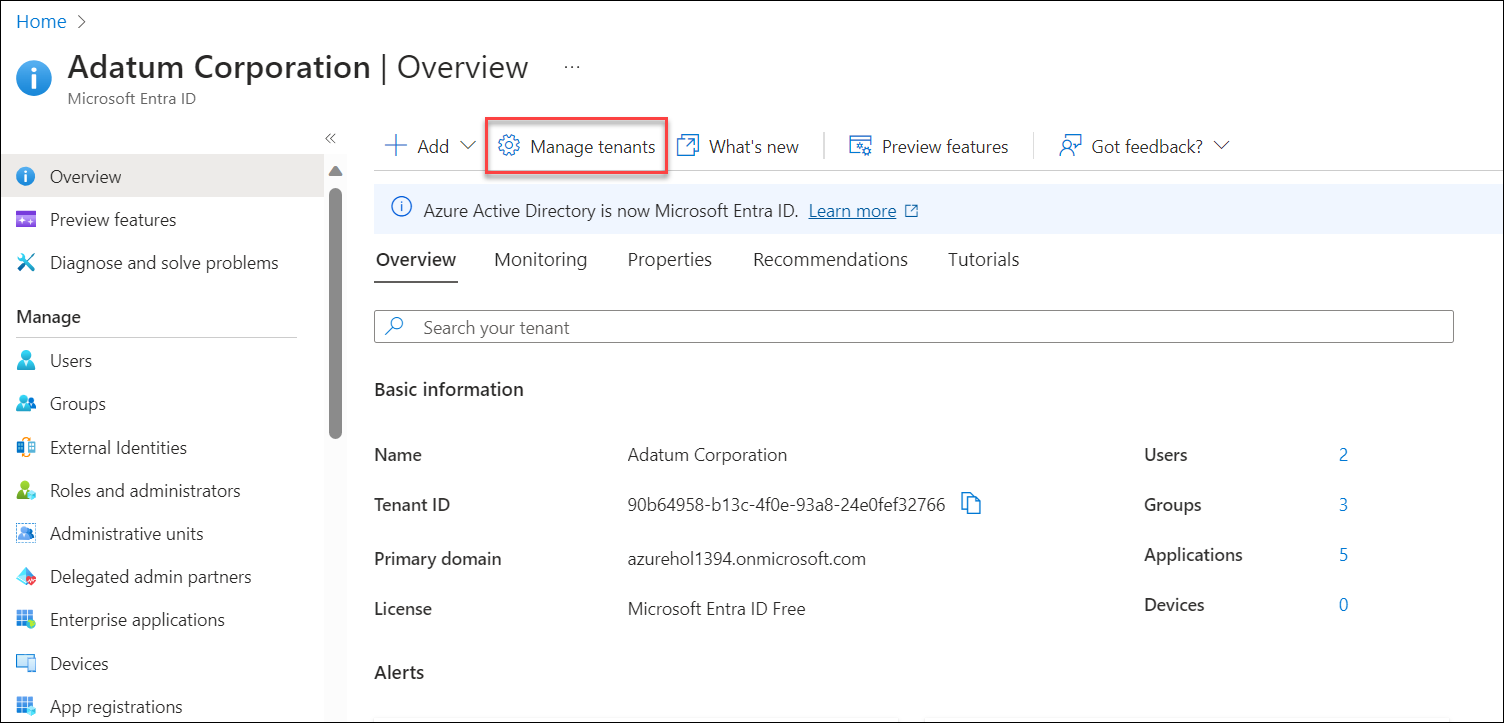 Home
Adatum Corporation | Overview ...
Microsoft Entra ID
Add
Manage tenants
What's new
Preview features
Got feedback?
Overview
Preview features
Diagnose and solve problems
Manage
Users
Groups
External Identities
Roles and administrators
Administrative units
Delegated admin partners
Enterprise applications
Devices
App registrations
Azure Active Directory is now Microsoft Entra ID. Learn more
Overview Monitoring Properties Recommendations Tutorials
Search your tenant
Basic information
Name Adatum Corporation Users 2
Tenant ID 90b64958-b13c-4f0e-93a8-24e0fef32766 Groups 3
Primary domain azurehol1394.onmicrosoft.com Applications 5
License Microsoft Entra ID Free Devices 0
Alerts